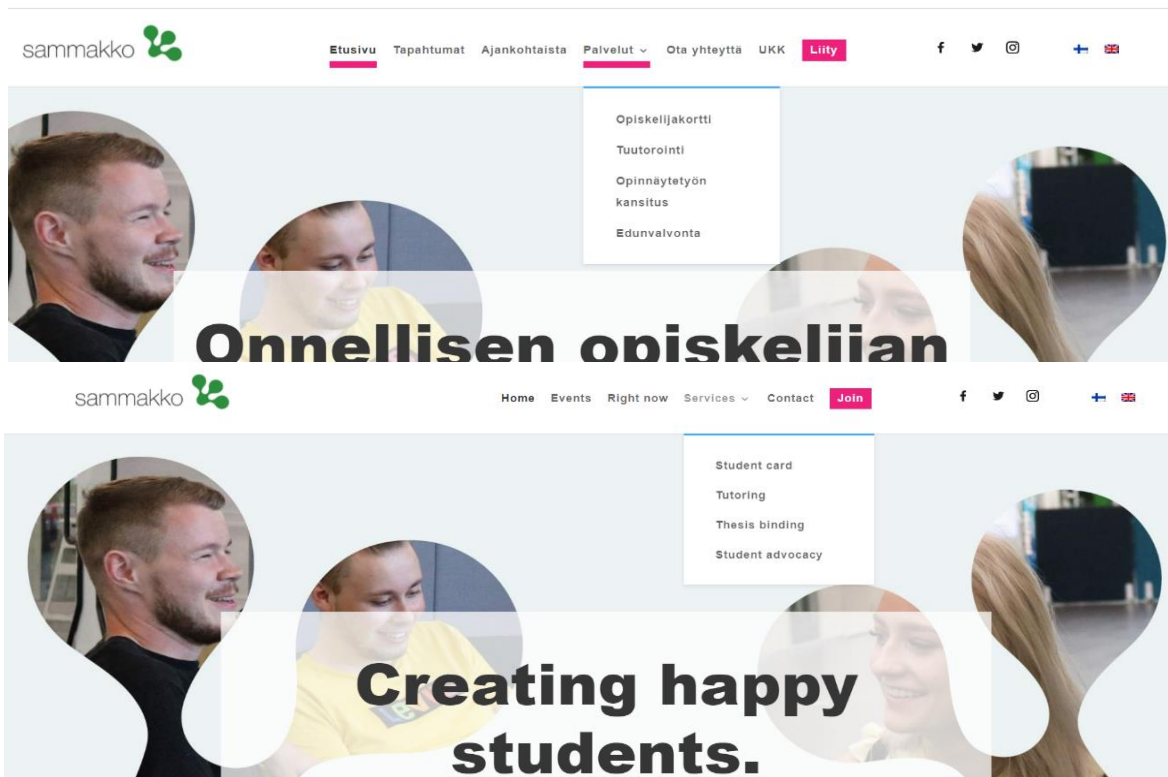 sammakko
Etusivu Tapahtumat Ajankohtaista Palvelut Ota yhteyttä UKK Liity
Opiskelijakortti
Tuutorointi
Opinnäytetyön
kansitus
Edunvalvonta
Onnellisen opiskelijan
sammakko
Home Events Right now Services Contact Join
Student card
Tutoring
Thesis binding
Student advocacy
Creating happy
students.